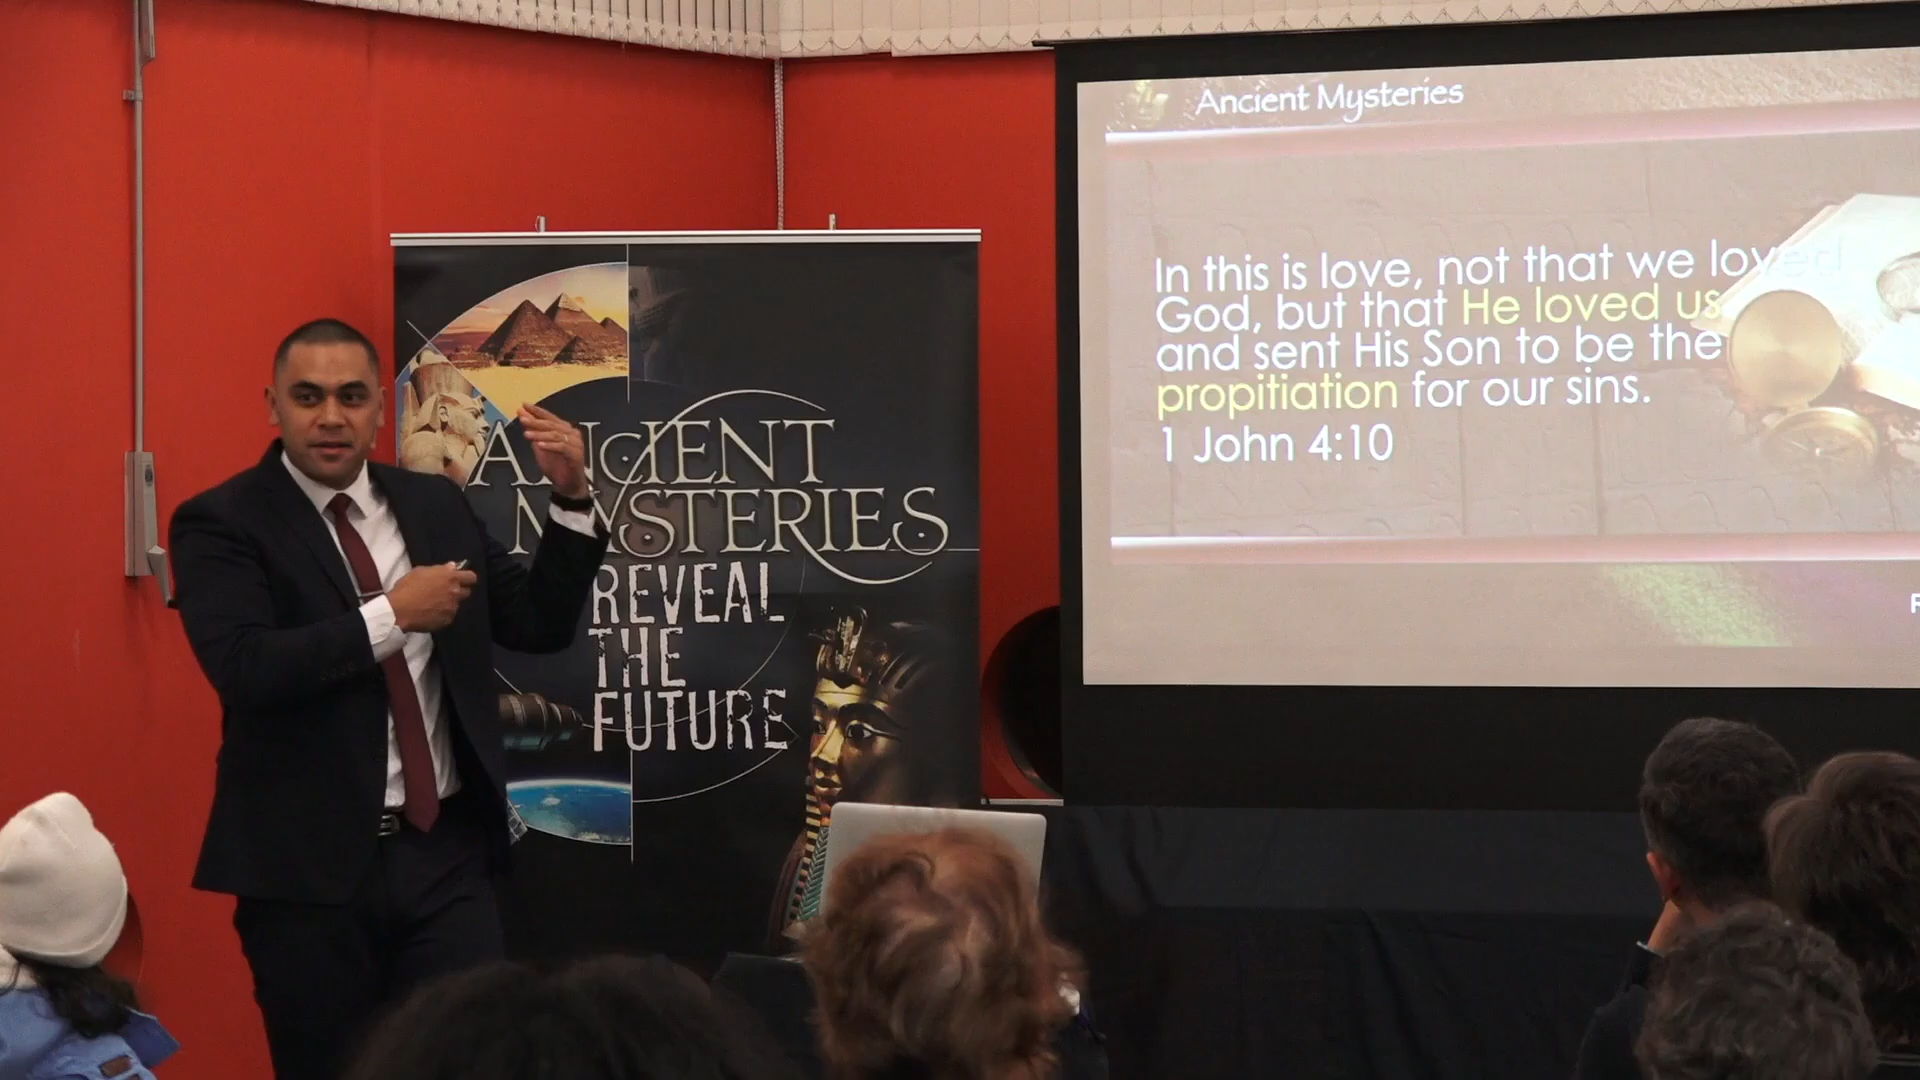 Ancient Mysteries
In this is love, not that we loved
God, but that He loved us
and sent His Son to be the
propitiation for our sins.
1 John 4:10
ANCIENT
MYSTERIES
REVEAL
THE
FUTURE